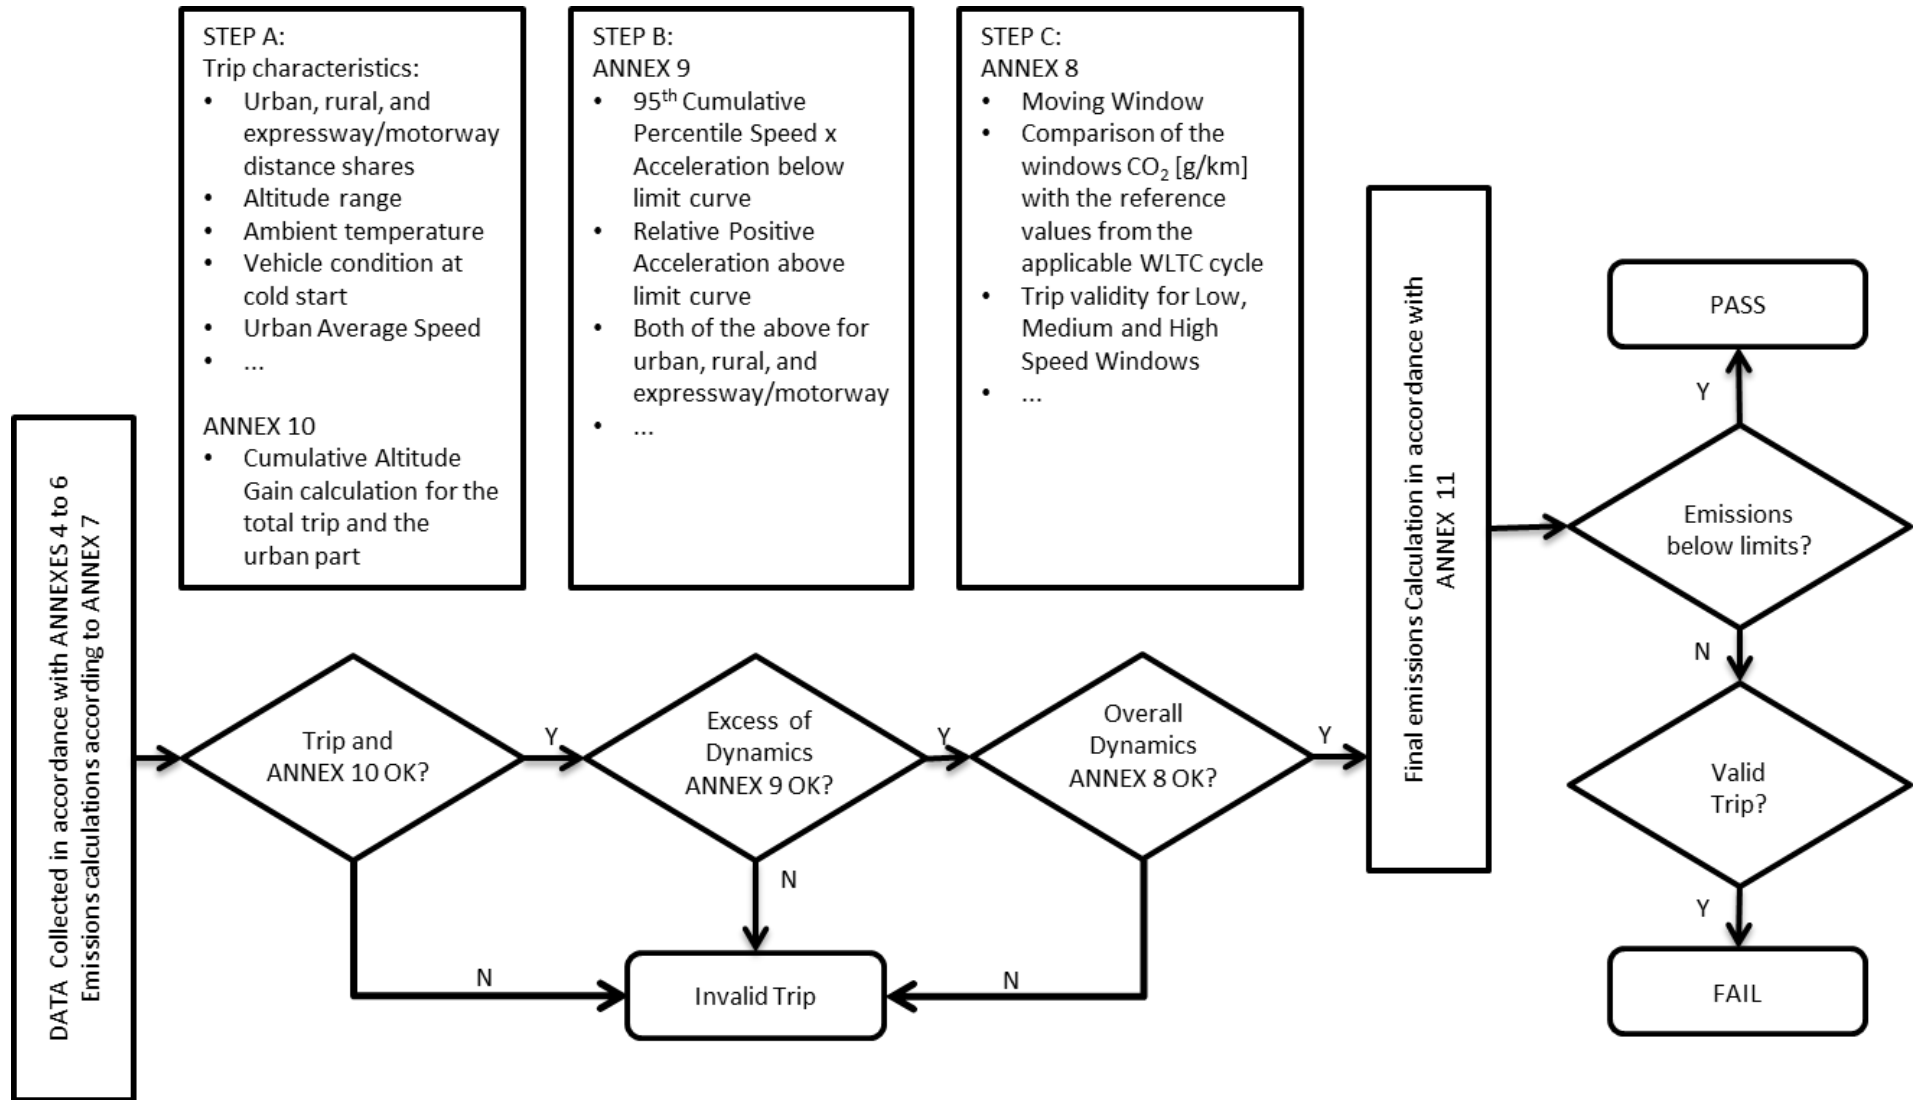 STEP A:
Trip characteristics:
• Urban, rural, and
expressway/motorway
distance shares
• Altitude range
• Ambient temperature
• Vehicle condition at
cold start
• Urban Average Speed
• ...
ANNEX 10
• Cumulative Altitude
Gain calculation for the
total trip and the
urban part
STEP B:
ANNEX 9
• 95th Cumulative
Percentile Speed x
Acceleration below
limit curve
• Relative Positive
Acceleration above
limit curve
• Both of the above for
urban, rural, and
expressway/motorway
• ...
STEP C:
ANNEX 8
• Moving Window
• Comparison of the
windows CO2 [g/km]
with the reference
values from the
applicable WLTC cycle
• Trip validity for Low,
Medium and High
Speed Windows
• ...
DATA Collected in accordance with ANNEXES 4 to 6
Emissions calculations according to ANNEX 7
Trip and
ANNEX 10 OK?
Y
N
Excess of
Dynamics
ANNEX 9 OK?
Y
N
Overall
Dynamics
ANNEX 8 OK?
Y
N
Invalid Trip
Final emissions Calculation in accordance with
ANNEX 11
PASS
Y
Emissions
below limits?
N
Valid
Trip?
Y
FAIL